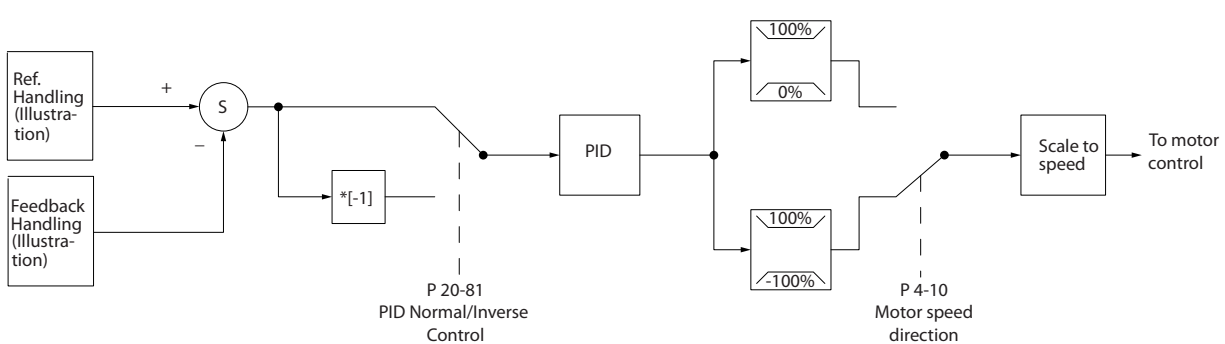 Ref.
Handling
(Illustra-
tion)
+
S
–
Feedback
Handling
(Illustra-
tion)
*[-1]
P 20-81
PID Normal/Inverse
Control
PID
100%
0%
100%
-100%
P 4-10
Motor speed
direction
Scale to
speed
To motor
control